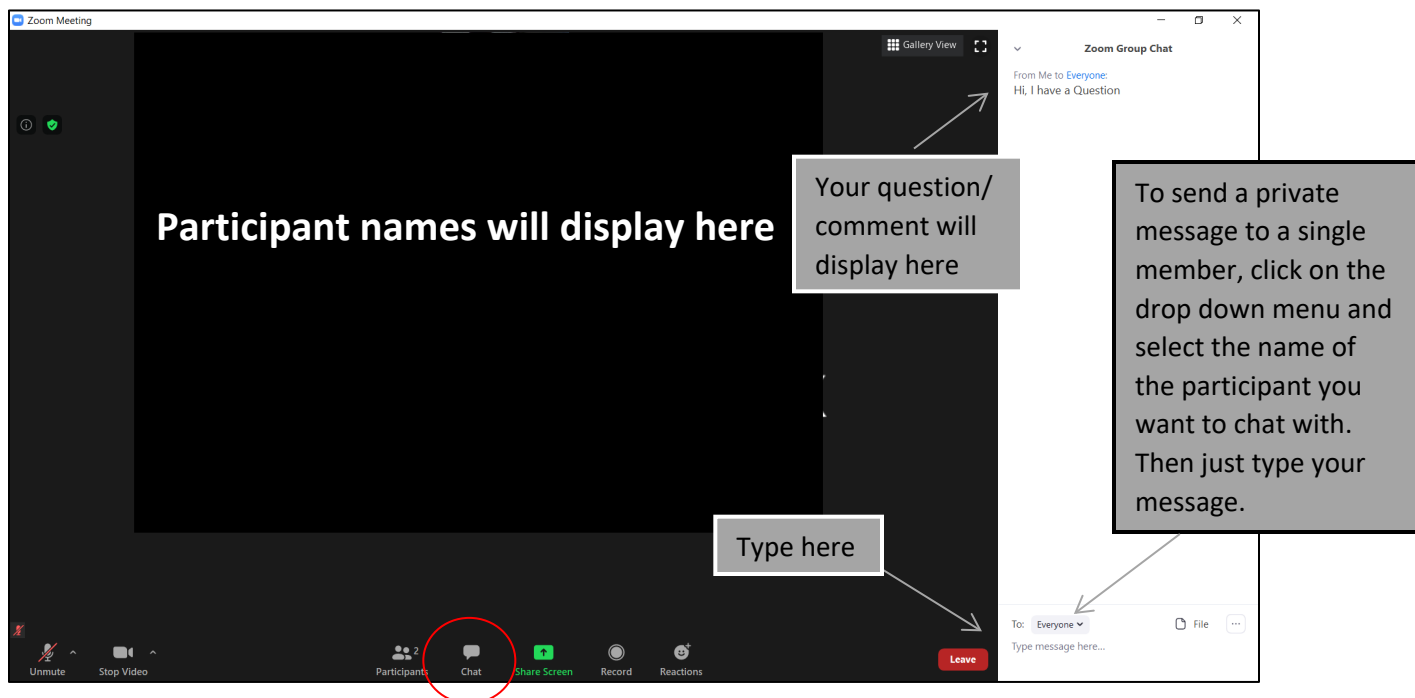 Zoom Meeting
Gallery View
Zoom Group Chat
From Me to Everyone:
Hi, I have a Question
Participant names will display here
Your question/
comment will
display here
To send a private
message to a single
member, click on the
drop down menu and
select the name of
the participant you
want to chat with.
Then just type your
message.
Type here
To: Everyone
File
Type message here...
Unmute
Stop Video
2
Participants
Chat
Share Screen
Record
Reactions
Leave